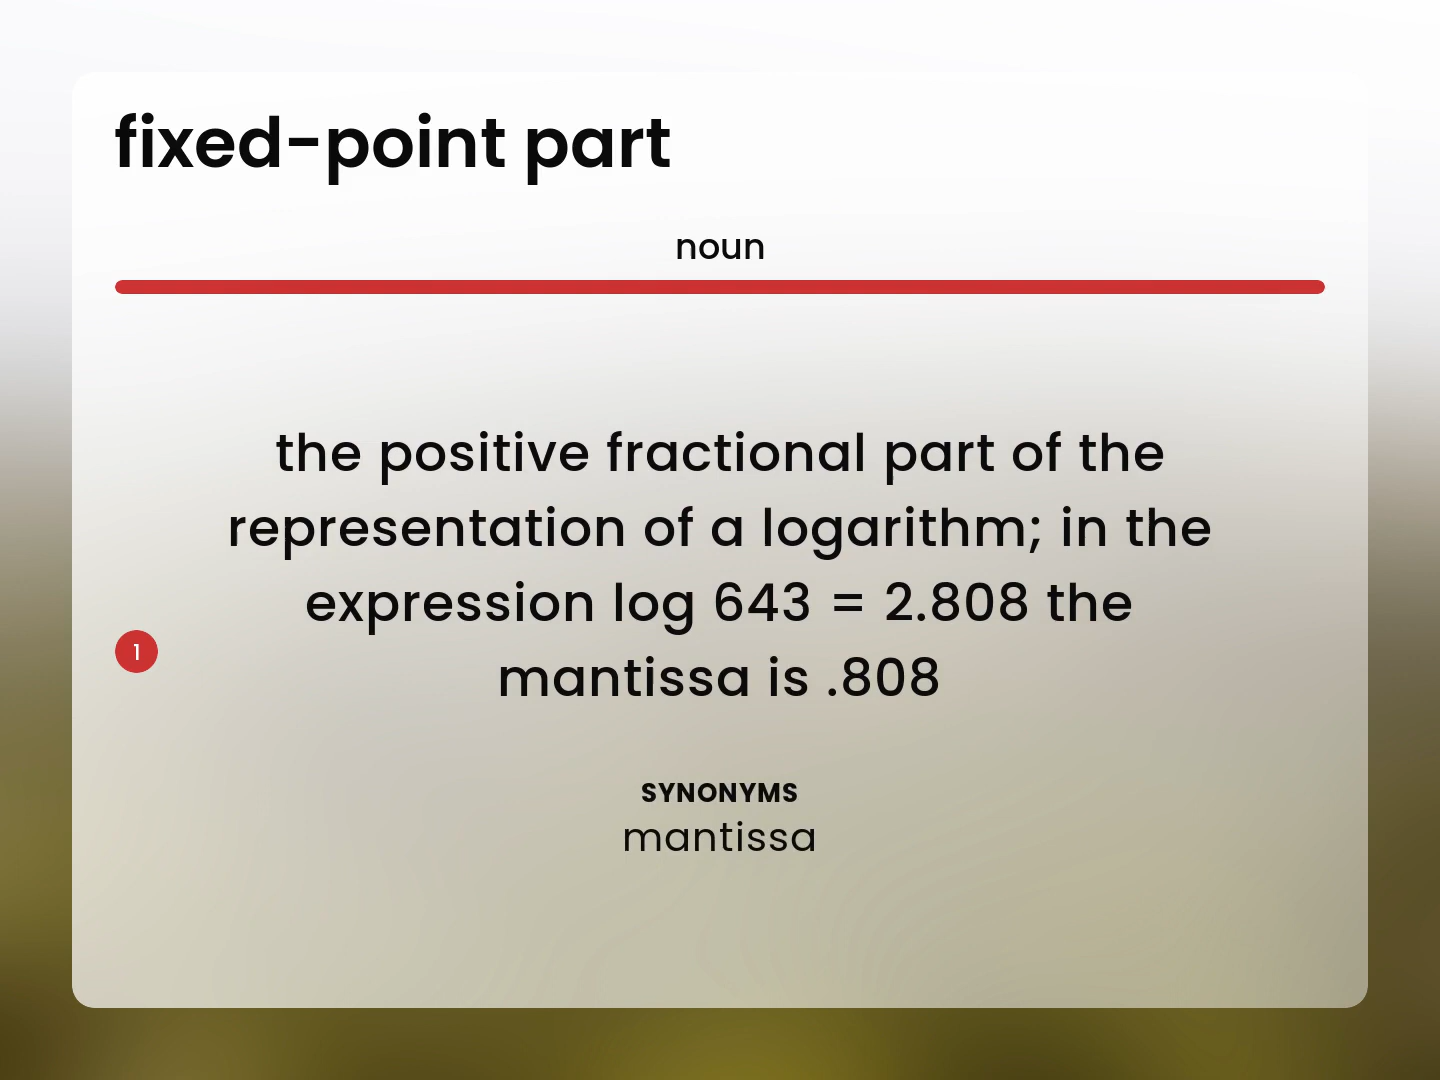 fixed-point part
noun
the positive fractional part of the
representation of a logarithm; in the
expression log 643 = 2.808 the
mantissa is .808
1
SYNONYMS
mantissa